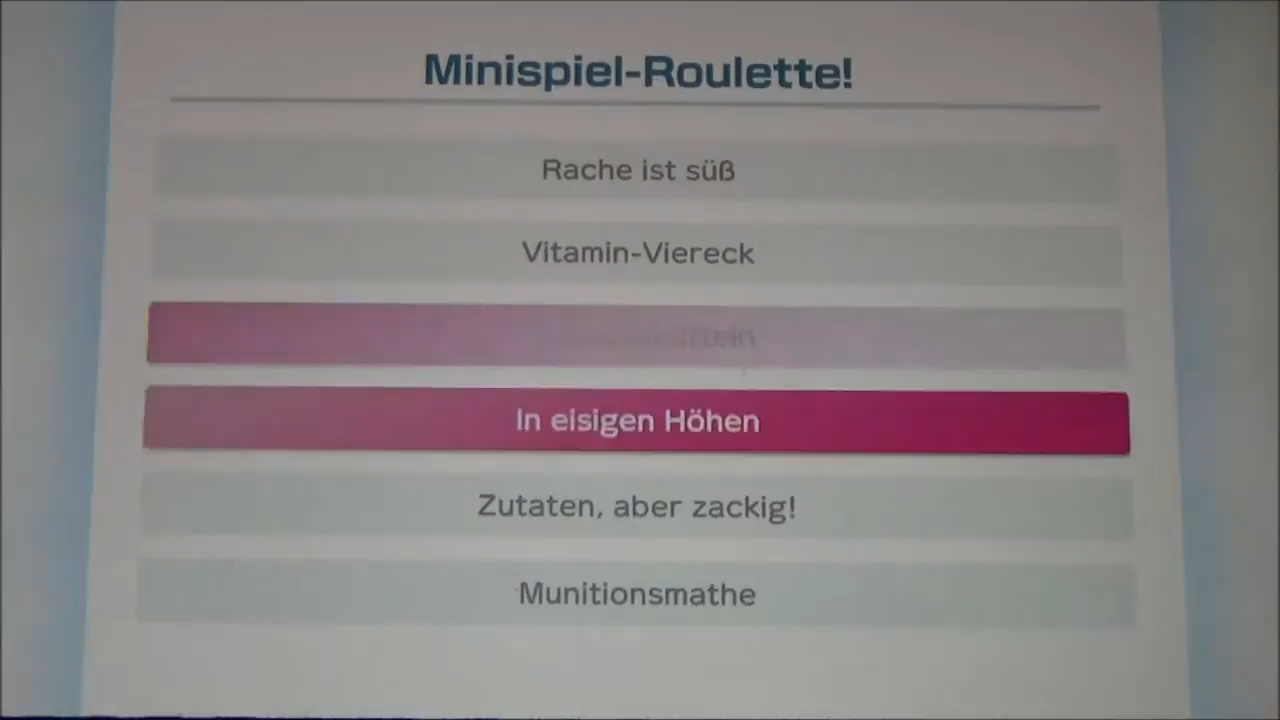 Minispiel-Roulette!
Rache ist süß
Vitamin-Viereck
In eisigen Höhen
Zutaten, aber zackig!
Munitionsmathe